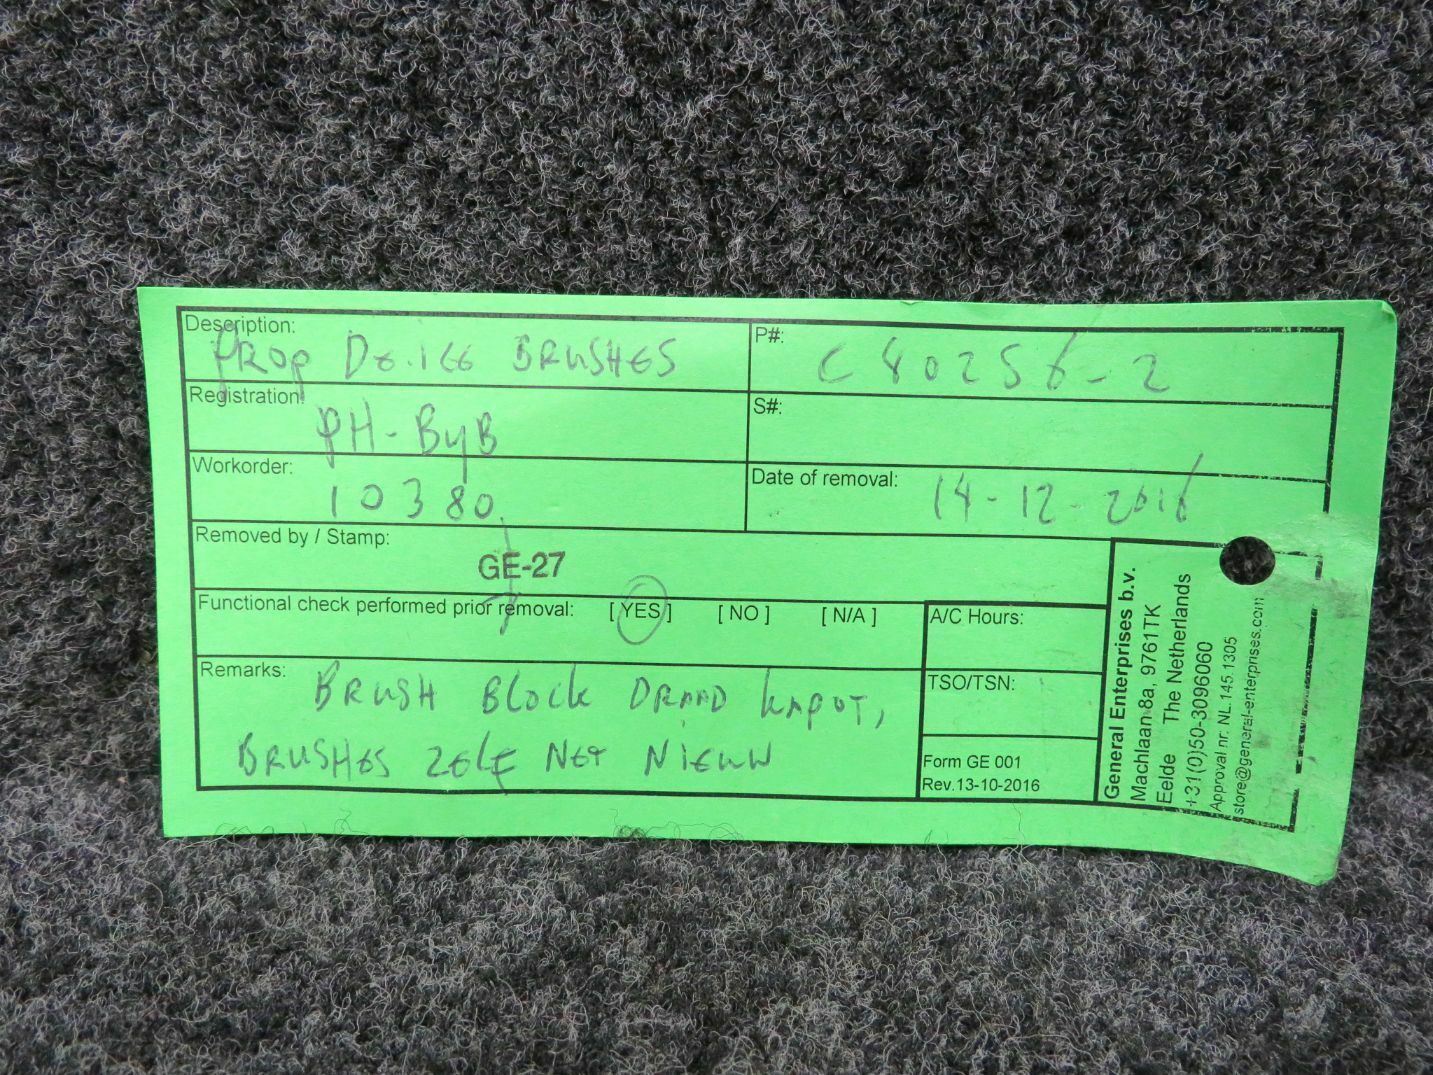 Description:
PROP De.ice BRUSHES
P#:
C 80256-2
Registration:
PH-BYB
S#:
Workorder:
10380
Date of removal:
14-12-2016
Removed by / Stamp:
GE-27
Functional check performed prior removal: [ YES ] [ NO ] [ N/A ]
A/C Hours:
Remarks:
BRUSH BLOCK DRAAD KAPOT,
BRUSHES ZELF NET NIEUW
TSO/TSN:
Form GE 001
Rev.13-10-2016
General Enterprises b.v.
Machlaan 8a, 9761TK
Eelde The Netherlands
+31(0)50-3096060
Approval nr: NL.145.1305
store@general-enterprises.com